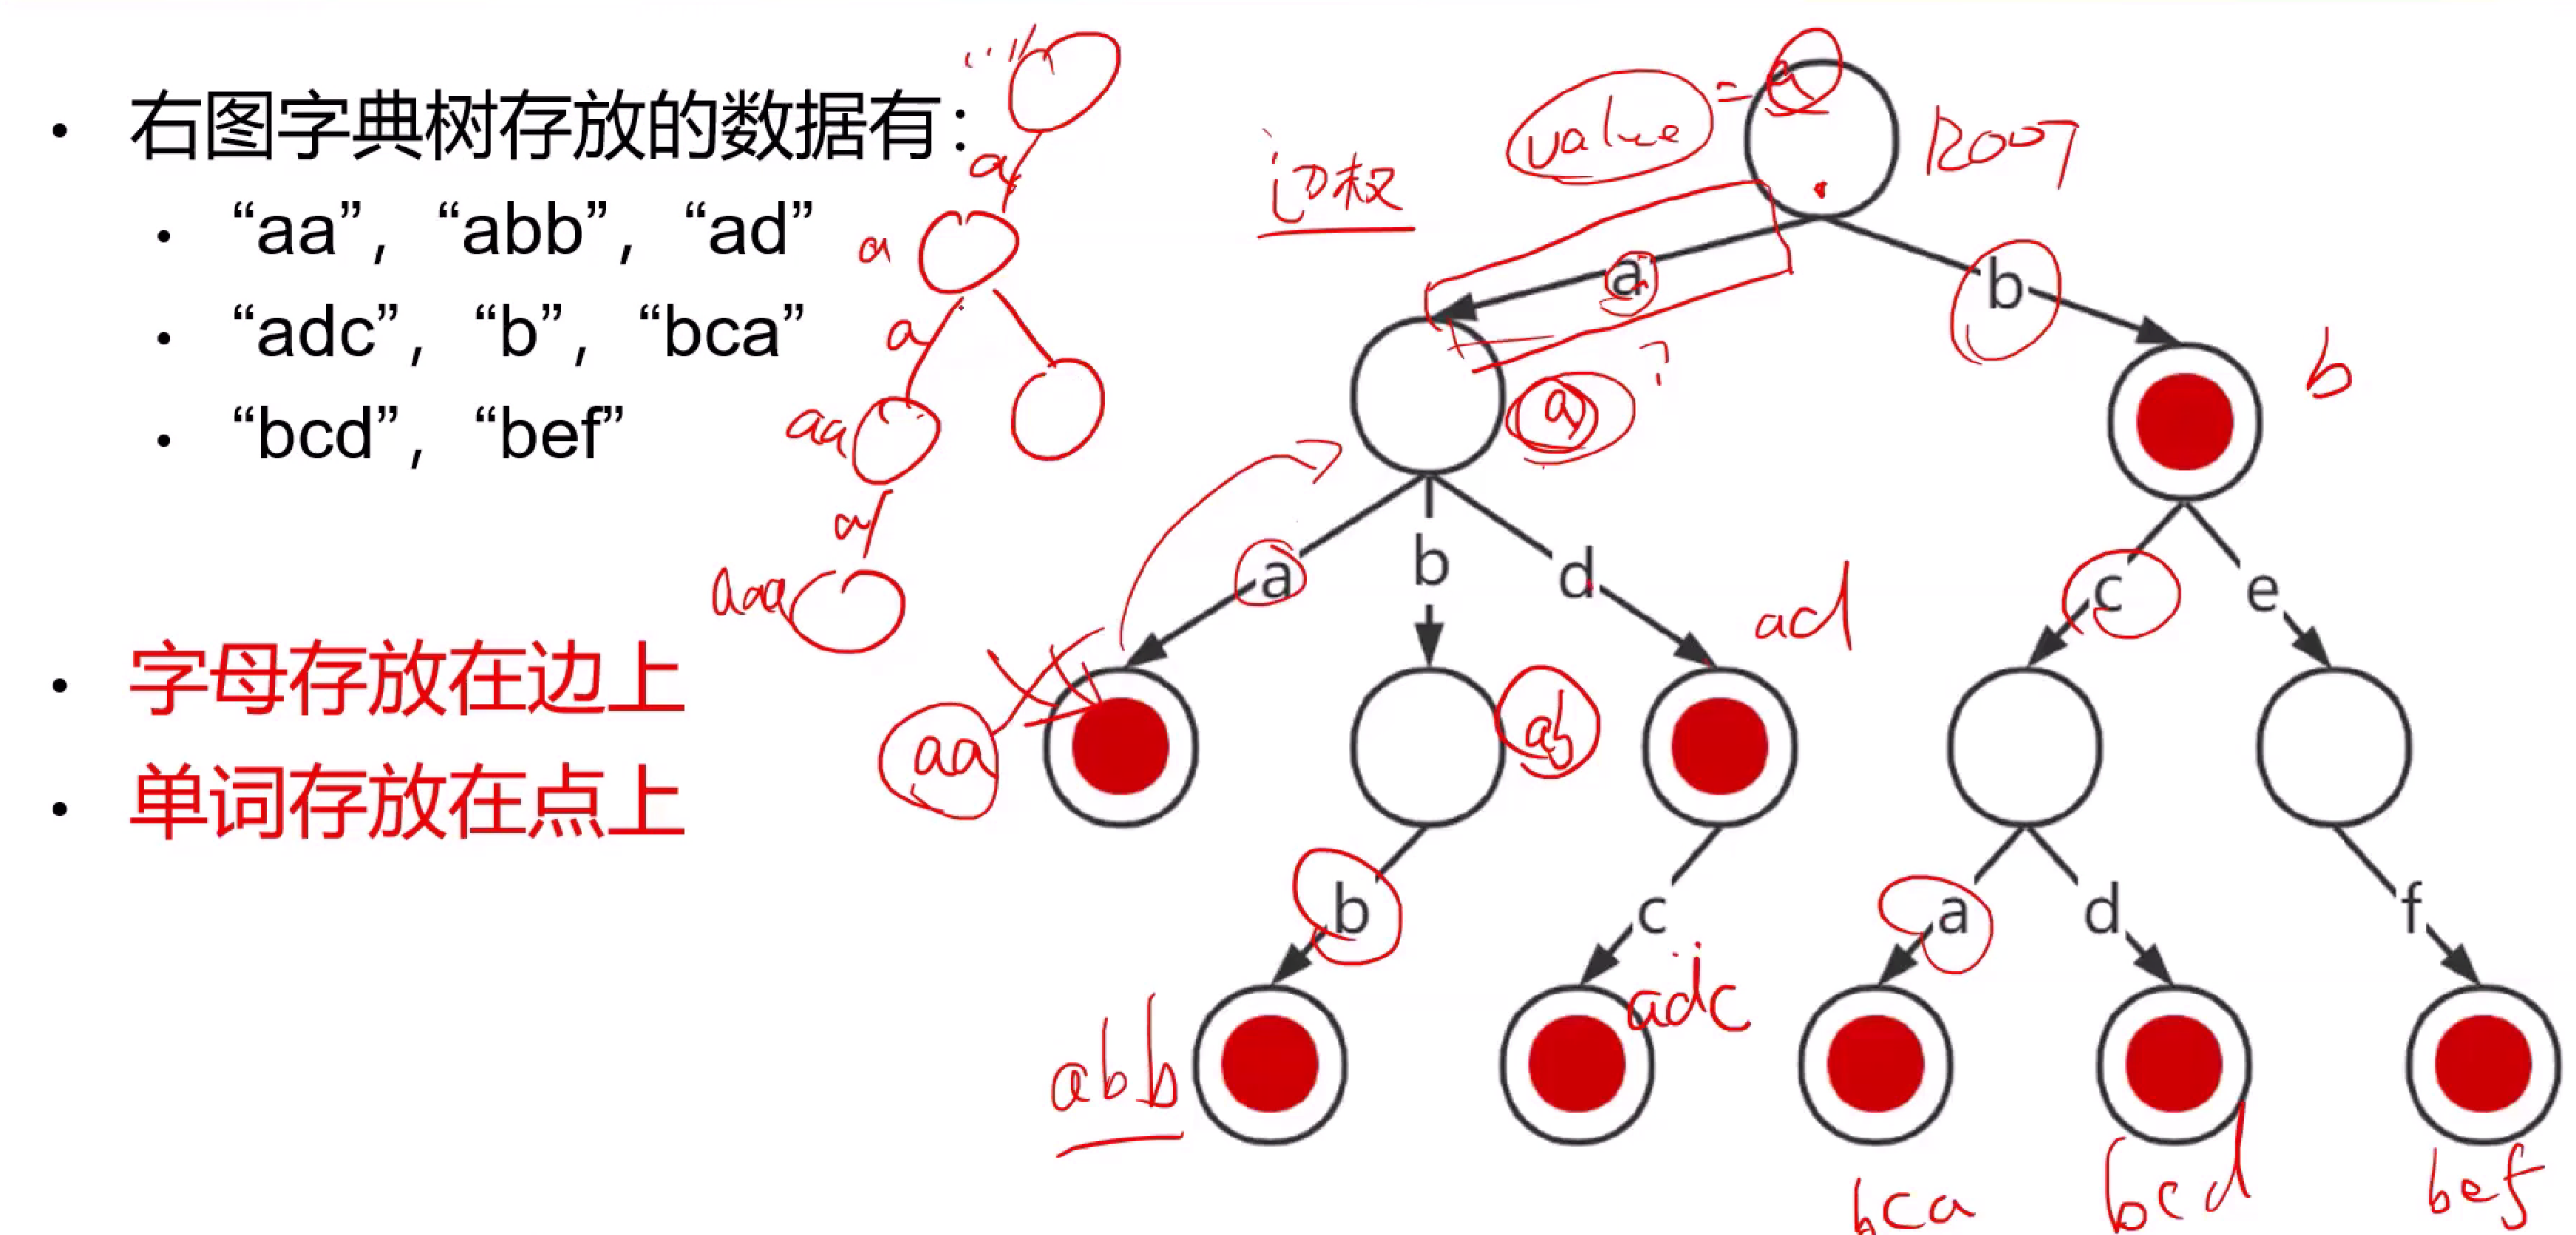 右图字典树存放的数据有：
“aa”，“abb”，“ad”
“adc”，“b”，“bca”
“bcd”，“bef”
字母存放在边上
单词存放在点上
a
a
a
aa
a
aaa
value = a
ROOT
边权
a
b
a ?
b
a
b
d
ad
c
e
aa
ab
b
c
a
d
f
abb
adc
bca
bcd
bef